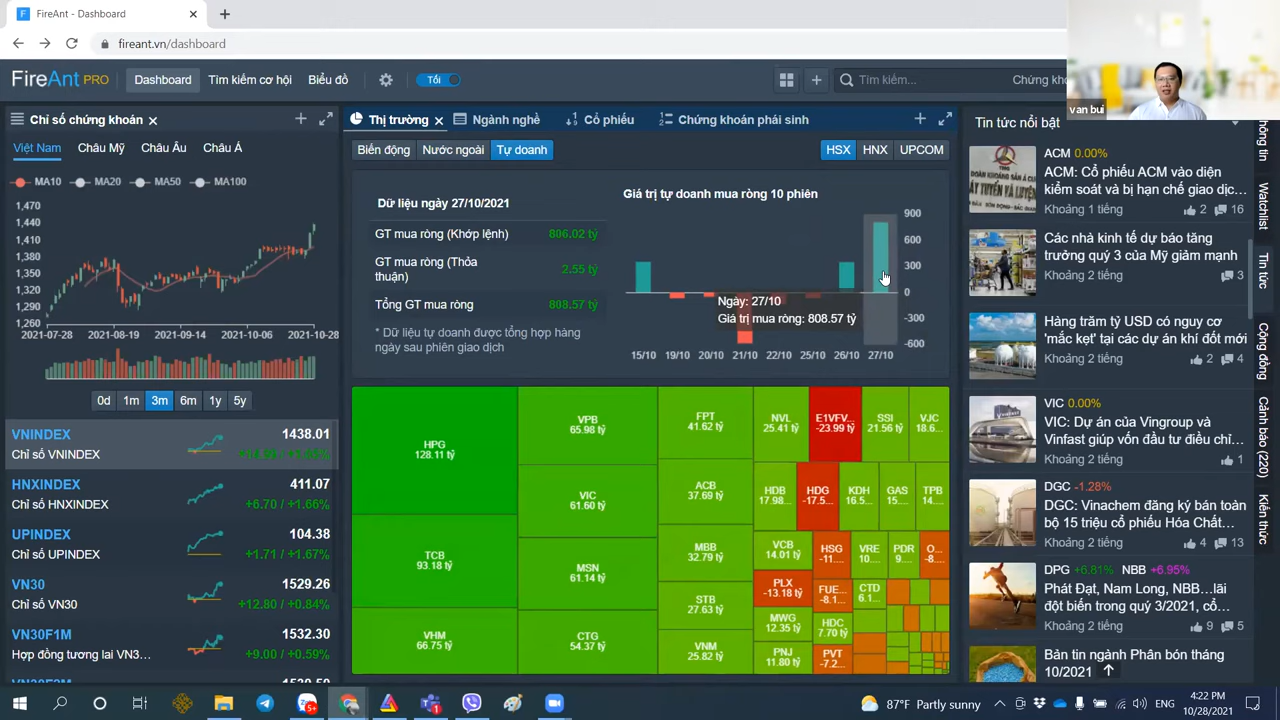 FireAnt - Dashboard
fireant.vn/dashboard
FireAnt PRO
Dashboard
Tìm kiếm cơ hội
Biểu đồ
Tối
Tìm kiếm...
van bui
Chỉ số chứng khoán
Việt Nam
Châu Mỹ
Châu Âu
Châu Á
MA10
MA20
MA50
MA100
1,470
1,440
1,410
1,380
1,350
1,320
1,290
1,260
2021-07-28
2021-08-19
2021-09-14
2021-10-06
2021-10-28
0d
1m
3m
6m
1y
5y
VNINDEX
1438.01
Chỉ số VNINDEX
HNXINDEX
411.07
Chỉ số HNXINDEX
+6.70 / +1.66%
UPINDEX
104.38
Chỉ số UPINDEX
+1.71 / +1.67%
VN30
1529.26
Chỉ số VN30
+12.80 / +0.84%
VN30F1M
1532.30
Hợp đồng tương lai VN3...
+9.00 / +0.59%
Thị trường
Ngành nghề
Cổ phiếu
Chứng khoán phái sinh
Biến động
Nước ngoài
Tự doanh
HSX
HNX
UPCOM
Dữ liệu ngày 27/10/2021
GT mua ròng (Khớp lệnh)
806.02 tỷ
GT mua ròng (Thỏa
thuận)
2.55 tỷ
Tổng GT mua ròng
808.57 tỷ
* Dữ liệu tự doanh được tổng hợp hàng
ngày sau phiên giao dịch
Giá trị tự doanh mua ròng 10 phiên
900
600
300
0
-300
-600
Ngày: 27/10
Giá trị mua ròng: 808.57 tỷ
15/10
19/10
20/10
21/10
22/10
25/10
26/10
27/10
HPG
128.11 tỷ
TCB
93.18 tỷ
VHM
66.75 tỷ
VPB
65.98 tỷ
VIC
61.60 tỷ
MSN
61.14 tỷ
CTG
54.37 tỷ
FPT
41.62 tỷ
ACB
37.69 tỷ
MBB
32.79 tỷ
STB
27.63 tỷ
VNM
25.82 tỷ
NVL
25.41 tỷ
E1VFV...
-23.99 tỷ
SSI
21.56 tỷ
VJC
18.6...
HDB
17.98...
HDG
-17.5...
KDH
16.5...
GAS
15....
TPB
14....
VCB
14.01 tỷ
HSG
-11....
VRE
10....
PDR
9....
O...
-8....
PLX
-13.18 tỷ
FUE...
-8.1...
CTD
6.1...
MWG
12.35 tỷ
HDC
7.70 tỷ
PNJ
11.80 tỷ
PVT
-7.2...
Tin tức nổi bật
ACM 0.00%
ACM: Cổ phiếu ACM vào diện
kiểm soát và bị hạn chế giao dịc...
Khoảng 1 tiếng
2
16
Các nhà kinh tế dự báo tăng
trưởng quý 3 của Mỹ giảm mạnh
Khoảng 2 tiếng
3
Hàng trăm tỷ USD có nguy cơ
'mắc kẹt' tại các dự án khí đốt mới
Khoảng 2 tiếng
2
4
VIC 0.00%
VIC: Dự án của Vingroup và
Vinfast giúp vốn đầu tư điều chỉ...
Khoảng 2 tiếng
1
DGC -1.28%
DGC: Vinachem đăng ký bán toàn
bộ 15 triệu cổ phiếu Hóa Chất...
Khoảng 2 tiếng
4
13
DPG +6.81% NBB +6.95%
Phát Đạt, Nam Long, NBB...lãi
đột biến trong quý 3/2021, cổ...
Khoảng 2 tiếng
9
5
Bản tin ngành Phân bón tháng
10/2021
Watchlist
Tin tức
Cộng đồng
Cảnh báo (220)
Kiến thức
87°F Partly sunny
ENG
4:22 PM
10/28/2021